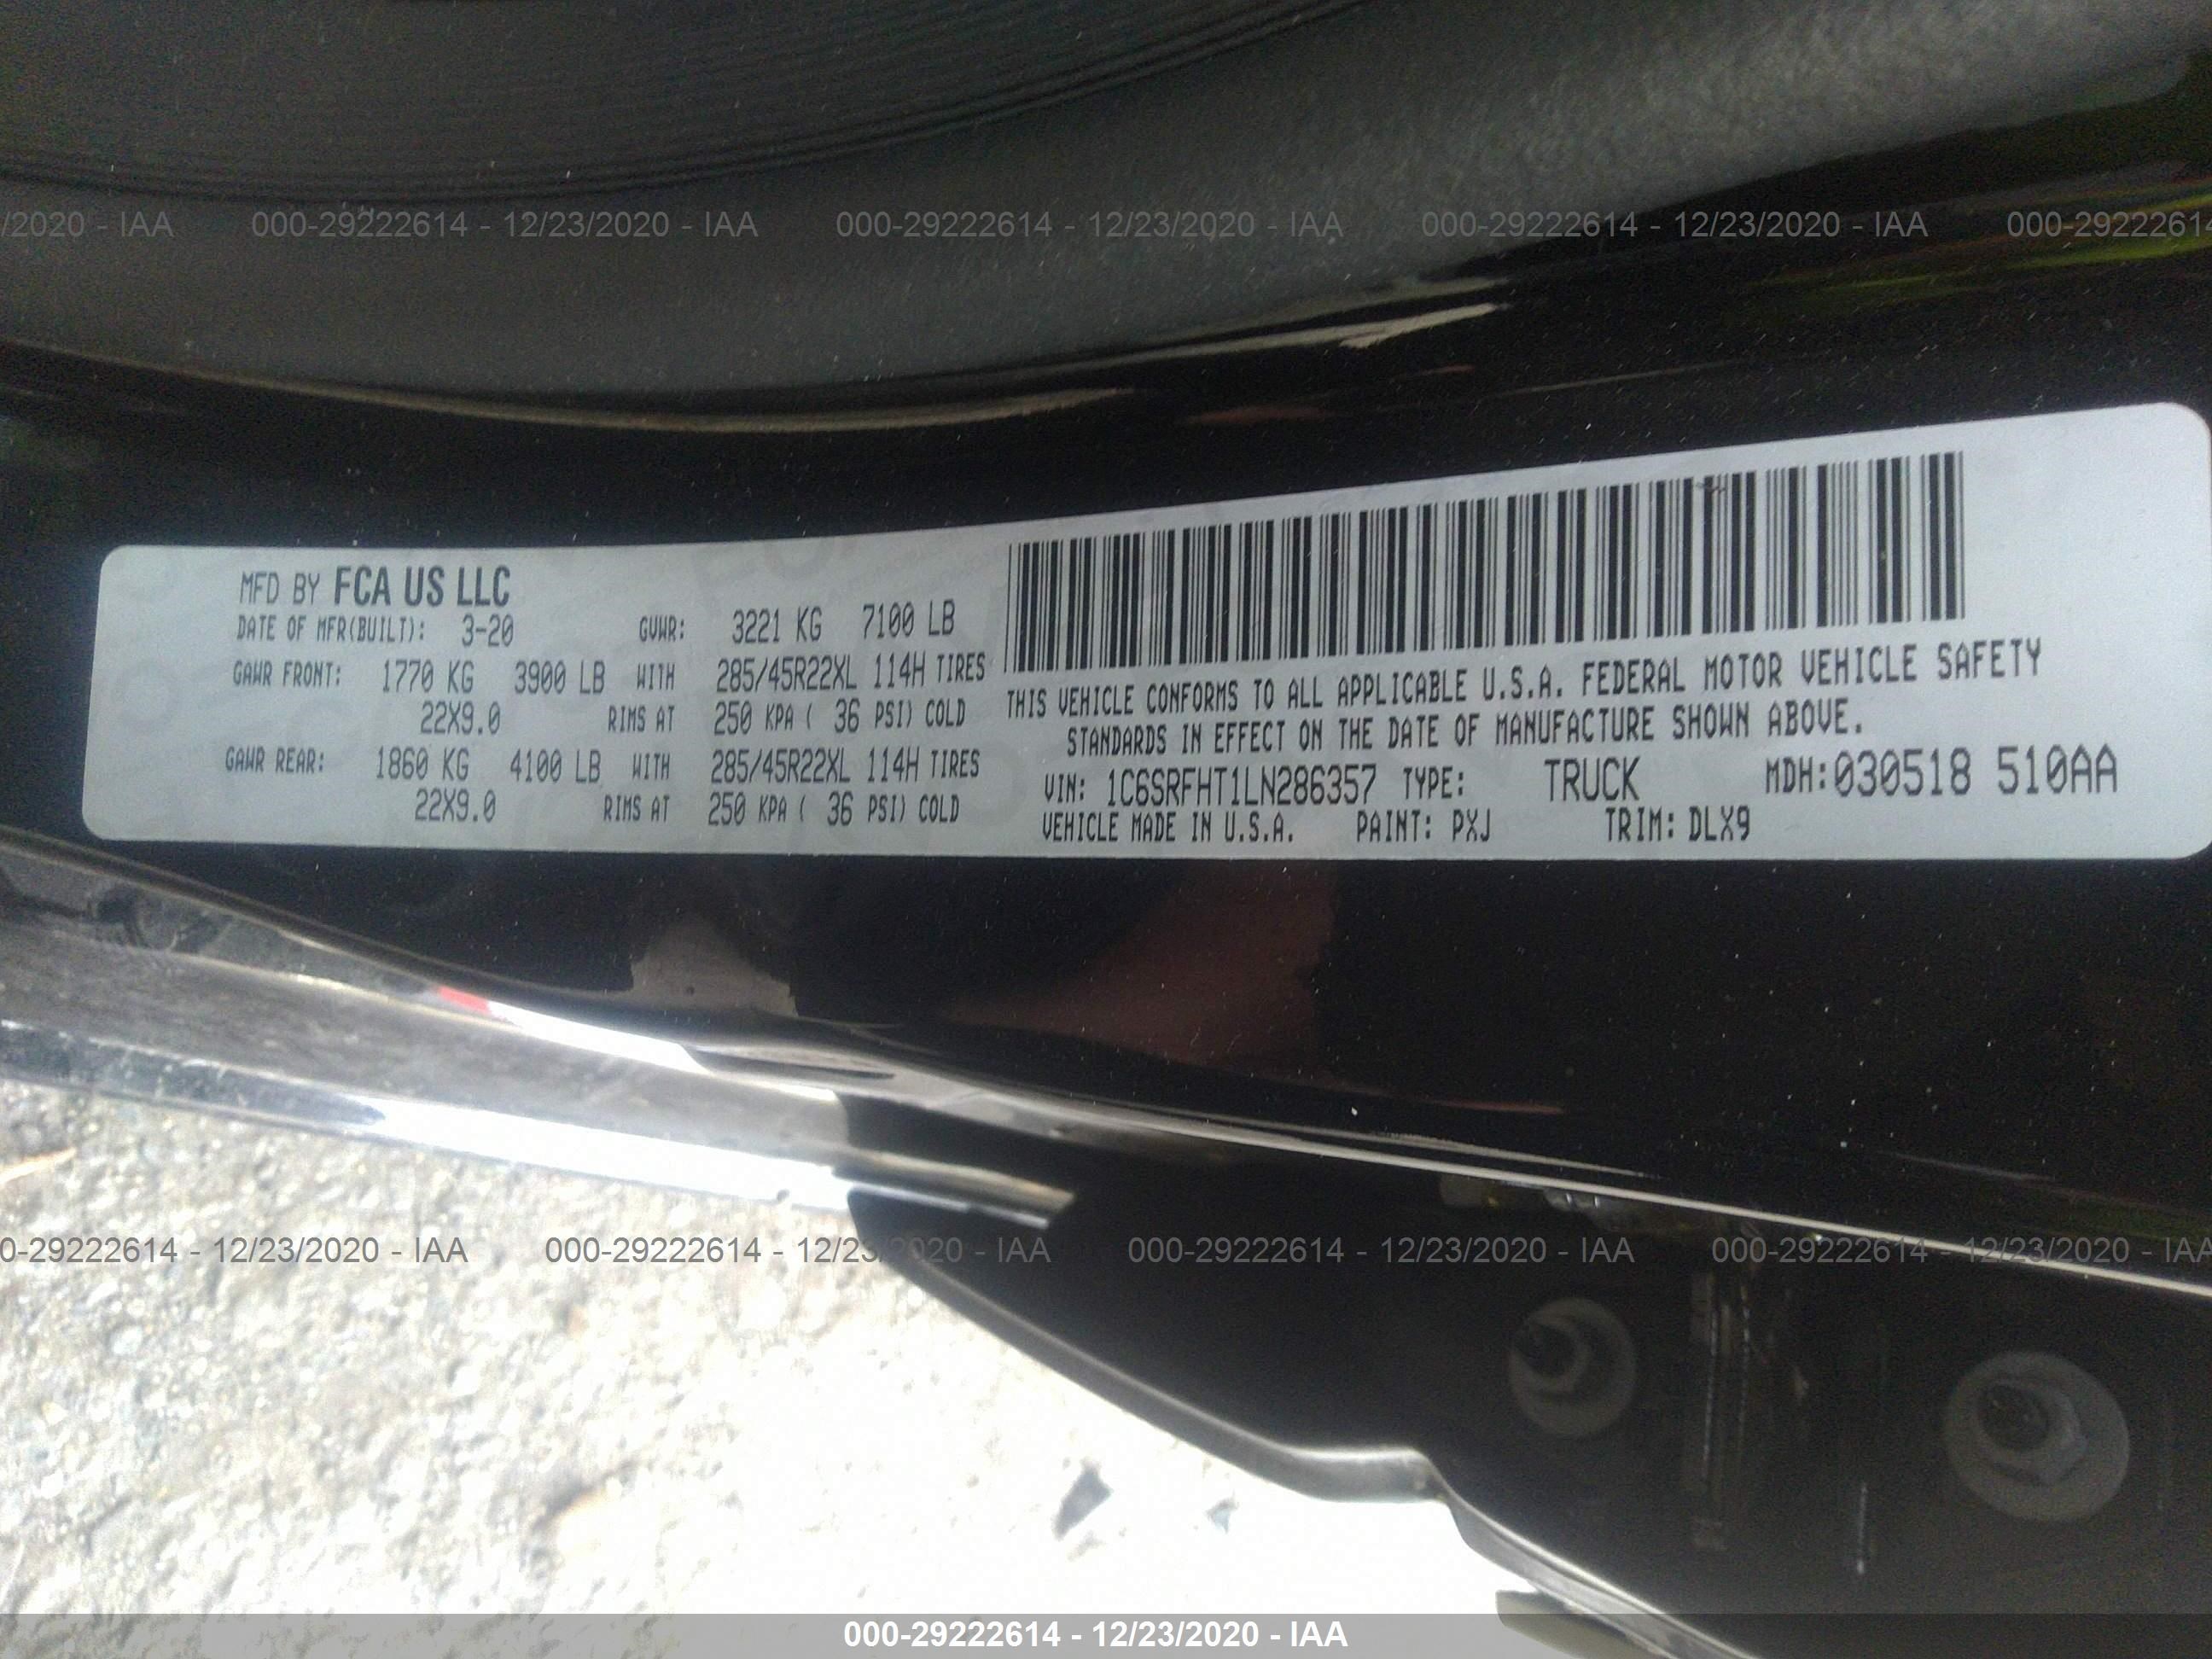 /2020 - IAA 000-29222614 - 12/23/2020 - IAA 000-29222614 - 12/23/2020 - IAA 000-29222614 - 12/23/2020 - IAA 000-29222614
MFD BY FCA US LLC
DATE OF MFR(BUILT): 3-20 GVWR: 3221 KG 7100 LB
GAWR FRONT: 1770 KG 3900 LB WITH 285/45R22XL 114H TIRES
22X9.0 RIMS AT 250 KPA ( 36 PSI) COLD
GAWR REAR: 1860 KG 4100 LB WITH 285/45R22XL 114H TIRES
22X9.0 RIMS AT 250 KPA ( 36 PSI) COLD
THIS VEHICLE CONFORMS TO ALL APPLICABLE U.S.A. FEDERAL MOTOR VEHICLE SAFETY
STANDARDS IN EFFECT ON THE DATE OF MANUFACTURE SHOWN ABOVE.
VIN: 1C6SRFHT1LN286357 TYPE: TRUCK MDH:030518 510AA
VEHICLE MADE IN U.S.A. PAINT: PXJ TRIM: DLX9
0-29222614 - 12/23/2020 - IAA 000-29222614 - 12/23/2020 - IAA 000-29222614 - 12/23/2020 - IAA 000-29222614 - 12/23/2020 - IAA
000-29222614 - 12/23/2020 - IAA